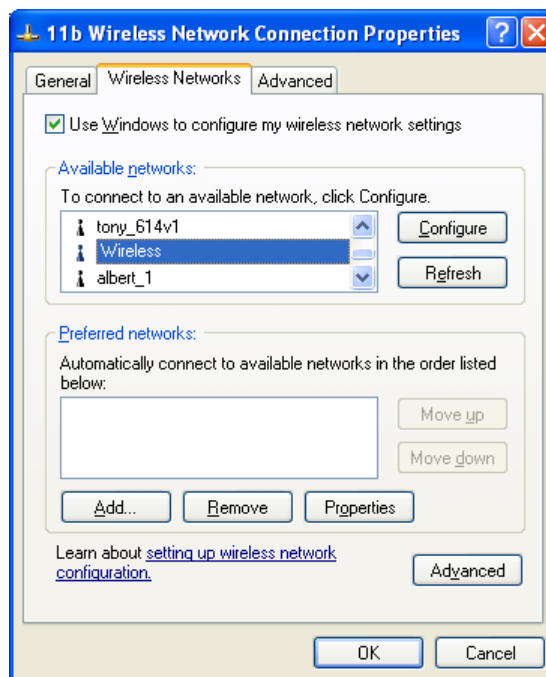 11b Wireless Network Connection Properties
General Wireless Networks Advanced
Use Windows to configure my wireless network settings
Available networks:
To connect to an available network, click Configure.
tony_614v1
Wireless
albert_1
Configure
Refresh
Preferred networks:
Automatically connect to available networks in the order listed
below:
Move up
Move down
Add... Remove Properties
Learn about setting up wireless network
configuration.
Advanced
OK Cancel